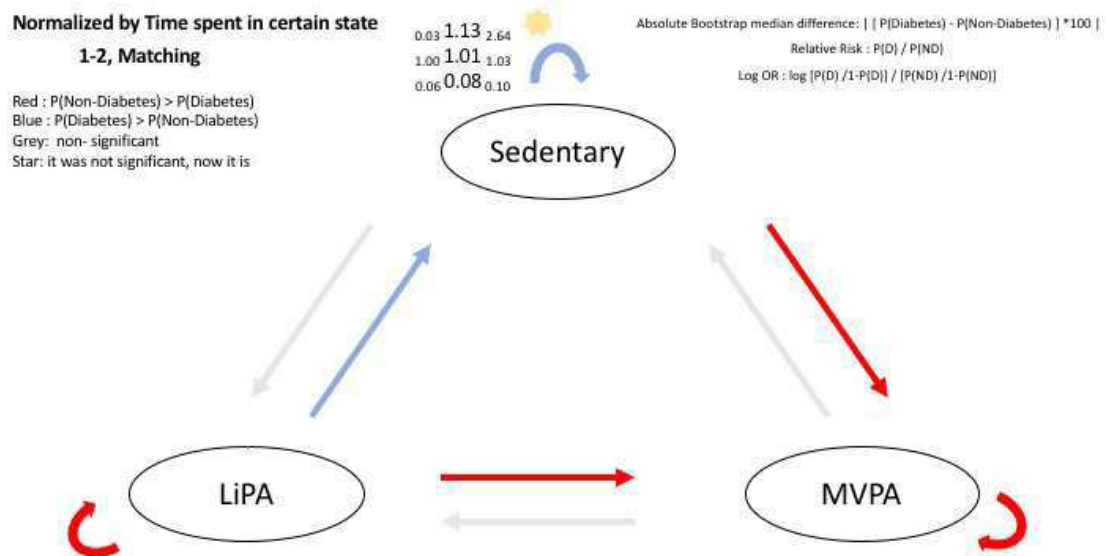 Normalized by Time spent in certain state
1-2, Matching
Red : P(Non-Diabetes) > P(Diabetes)
Blue : P(Diabetes) > P(Non-Diabetes)
Grey: non- significant
Star: it was not significant, now it is
0.03 1.13 2.64
1.00 1.01 1.03
0.06 0.08 0.10
Absolute Bootstrap median difference: | [ P(Diabetes) - P(Non-Diabetes) ] *100 |
Relative Risk : P(D) / P(ND)
Log OR : log [P(D) /1-P(D)] / [P(ND) /1-P(ND)]
Sedentary
LiPA
MVPA